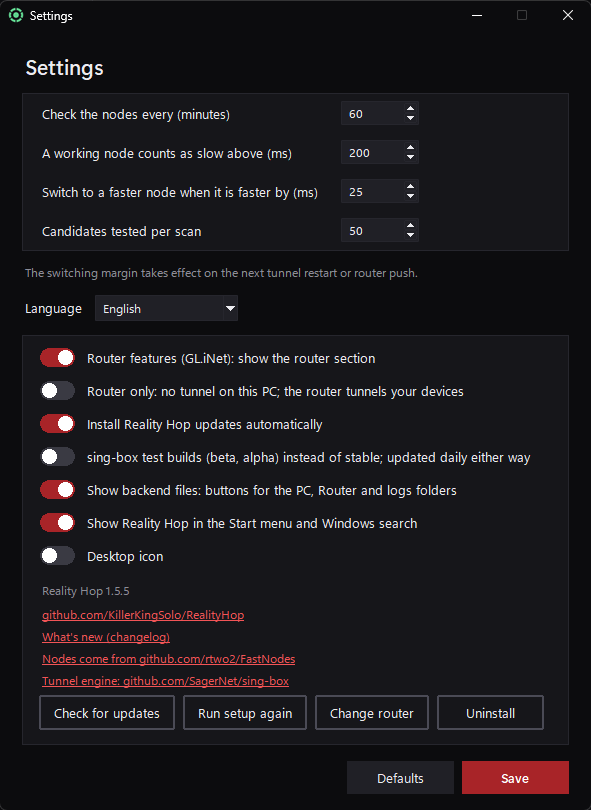 Settings
Settings
Check the nodes every (minutes) 60
A working node counts as slow above (ms) 200
Switch to a faster node when it is faster by (ms) 25
Candidates tested per scan 50
The switching margin takes effect on the next tunnel restart or router push.
Language English
Router features (GL.iNet): show the router section
Router only: no tunnel on this PC; the router tunnels your devices
Install Reality Hop updates automatically
sing-box test builds (beta, alpha) instead of stable; updated daily either way
Show backend files: buttons for the PC, Router and logs folders
Show Reality Hop in the Start menu and Windows search
Desktop icon
Reality Hop 1.5.5
github.com/KillerKingSolo/RealityHop
What's new (changelog)
Nodes come from github.com/rtwo2/FastNodes
Tunnel engine: github.com/SagerNet/sing-box
Check for updates Run setup again Change router Uninstall
Defaults Save